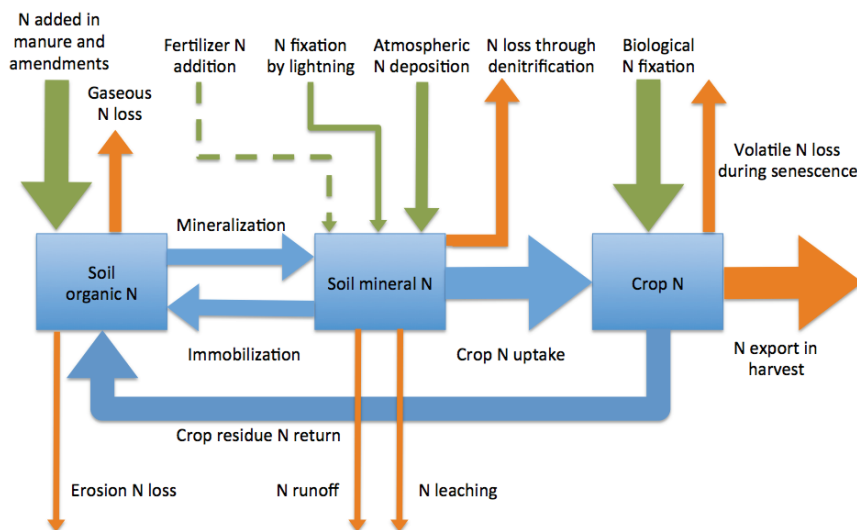 N added in
manure and
amendments
Fertilizer N
addition
N fixation
by lightning
Atmospheric
N deposition
N loss through
denitrification
Biological
N fixation
Gaseous
N loss
Volatile N loss
during senescence
Mineralization
Soil
organic N
Soil mineral N
Crop N
Immobilization
Crop N uptake
N export in
harvest
Crop residue N return
Erosion N loss
N runoff
N leaching